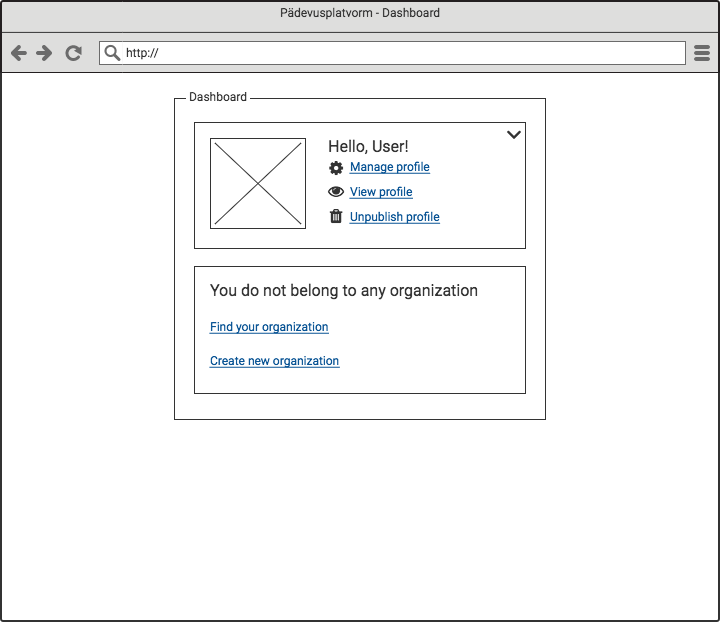 Pädevusplatvorm - Dashboard
http://
Dashboard
Hello, User!
Manage profile
View profile
Unpublish profile
You do not belong to any organization
Find your organization
Create new organization